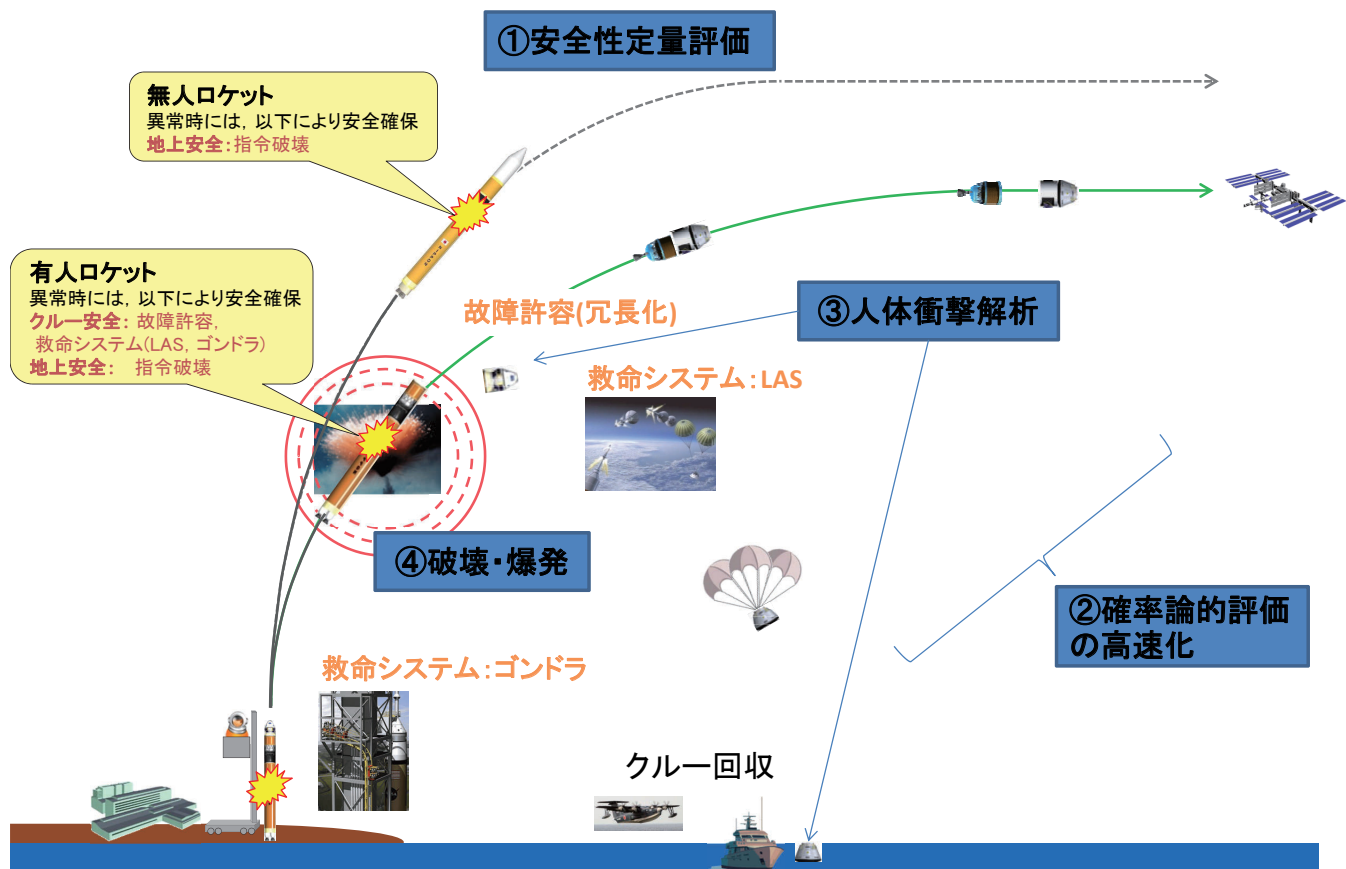 ①安全性定量評価
無人ロケット
異常時には，以下により安全確保
地上安全：指令破壊
有人ロケット
異常時には，以下により安全確保
クルー安全： 故障許容，
救命システム(LAS，ゴンドラ)
地上安全： 指令破壊
故障許容(冗長化)
③人体衝撃解析
救命システム：LAS
④破壊・爆発
②確率論的評価
の高速化
救命システム：ゴンドラ
クルー回収